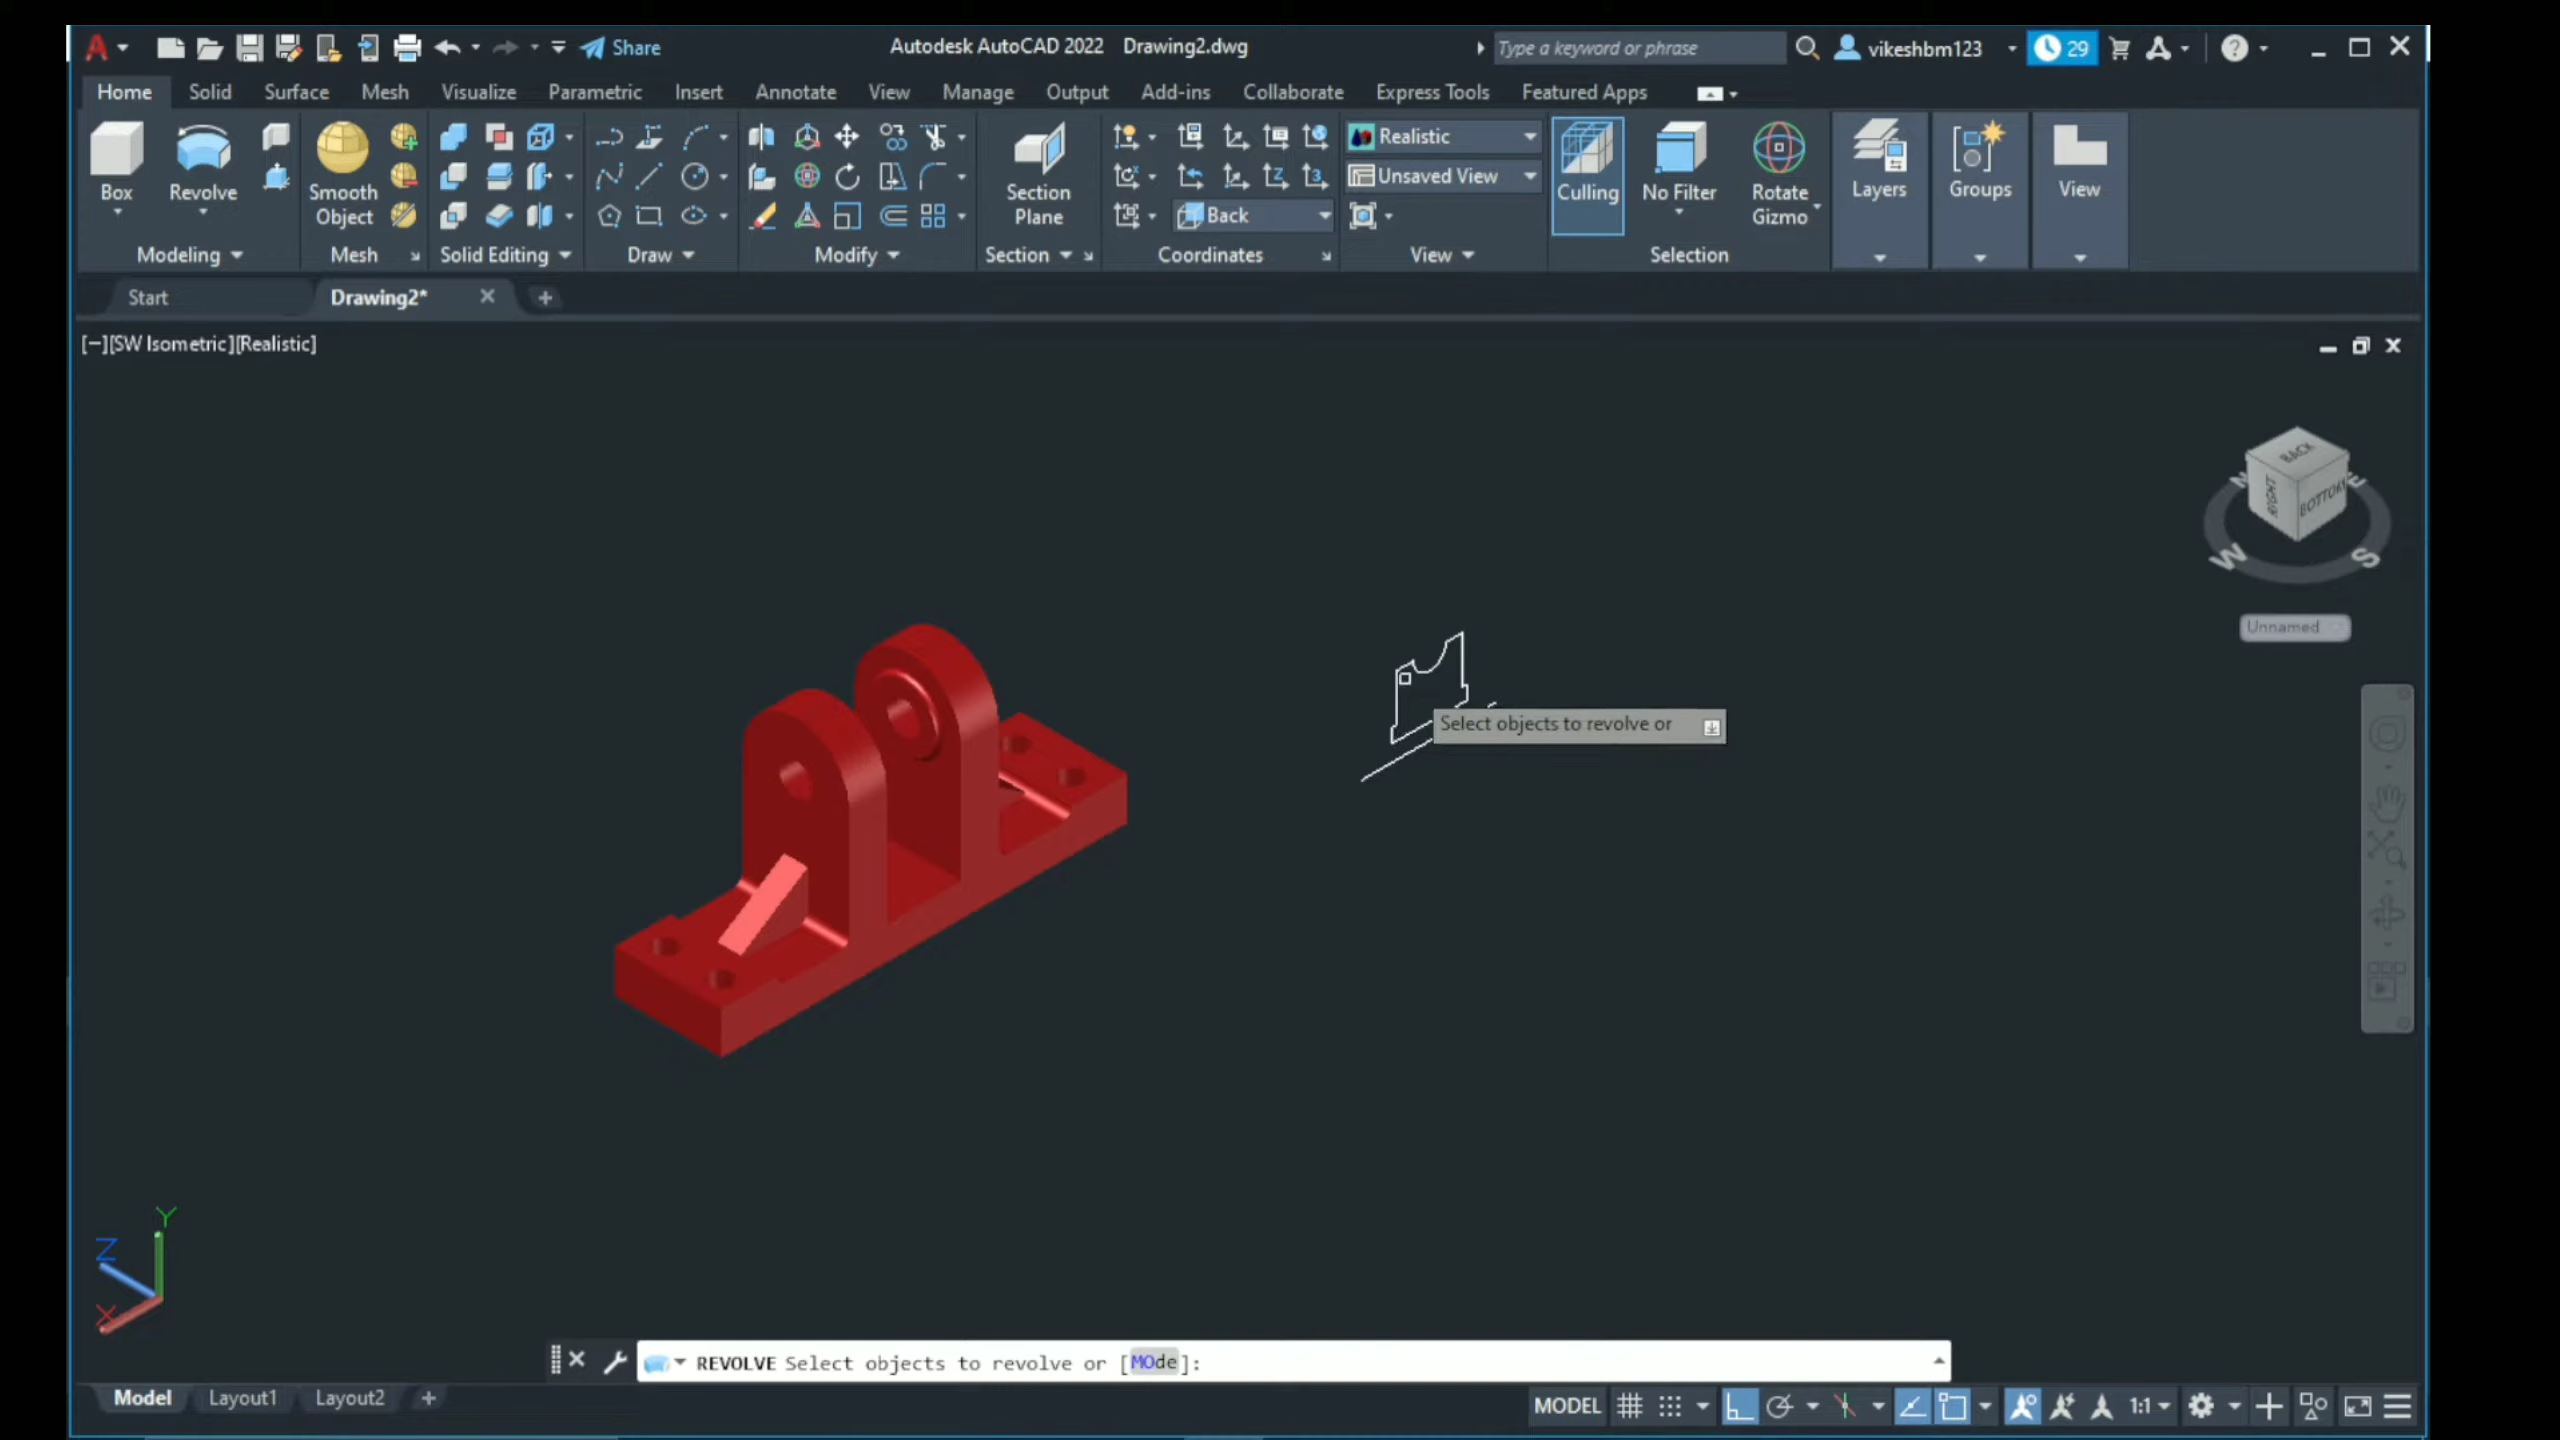 Share
Autodesk AutoCAD 2022 Drawing2.dwg
Type a keyword or phrase
vikeshbm123
29
Home Solid Surface Mesh Visualize Parametric Insert Annotate View Manage Output Add-ins Collaborate Express Tools Featured Apps
Box
Revolve
Smooth
Object
Section
Plane
Realistic
Unsaved View
Back
Culling
No Filter
Rotate
Gizmo
Layers
Groups
View
Modeling Mesh Solid Editing Draw Modify Section Coordinates View Selection
Start Drawing2*
[−][SW Isometric][Realistic]
BACK
RIGHT
BOTTOM
N
E
W
S
Unnamed
Select objects to revolve or
Y
Z
X
REVOLVE Select objects to revolve or [MOde]:
Model Layout1 Layout2 +
MODEL
1:1